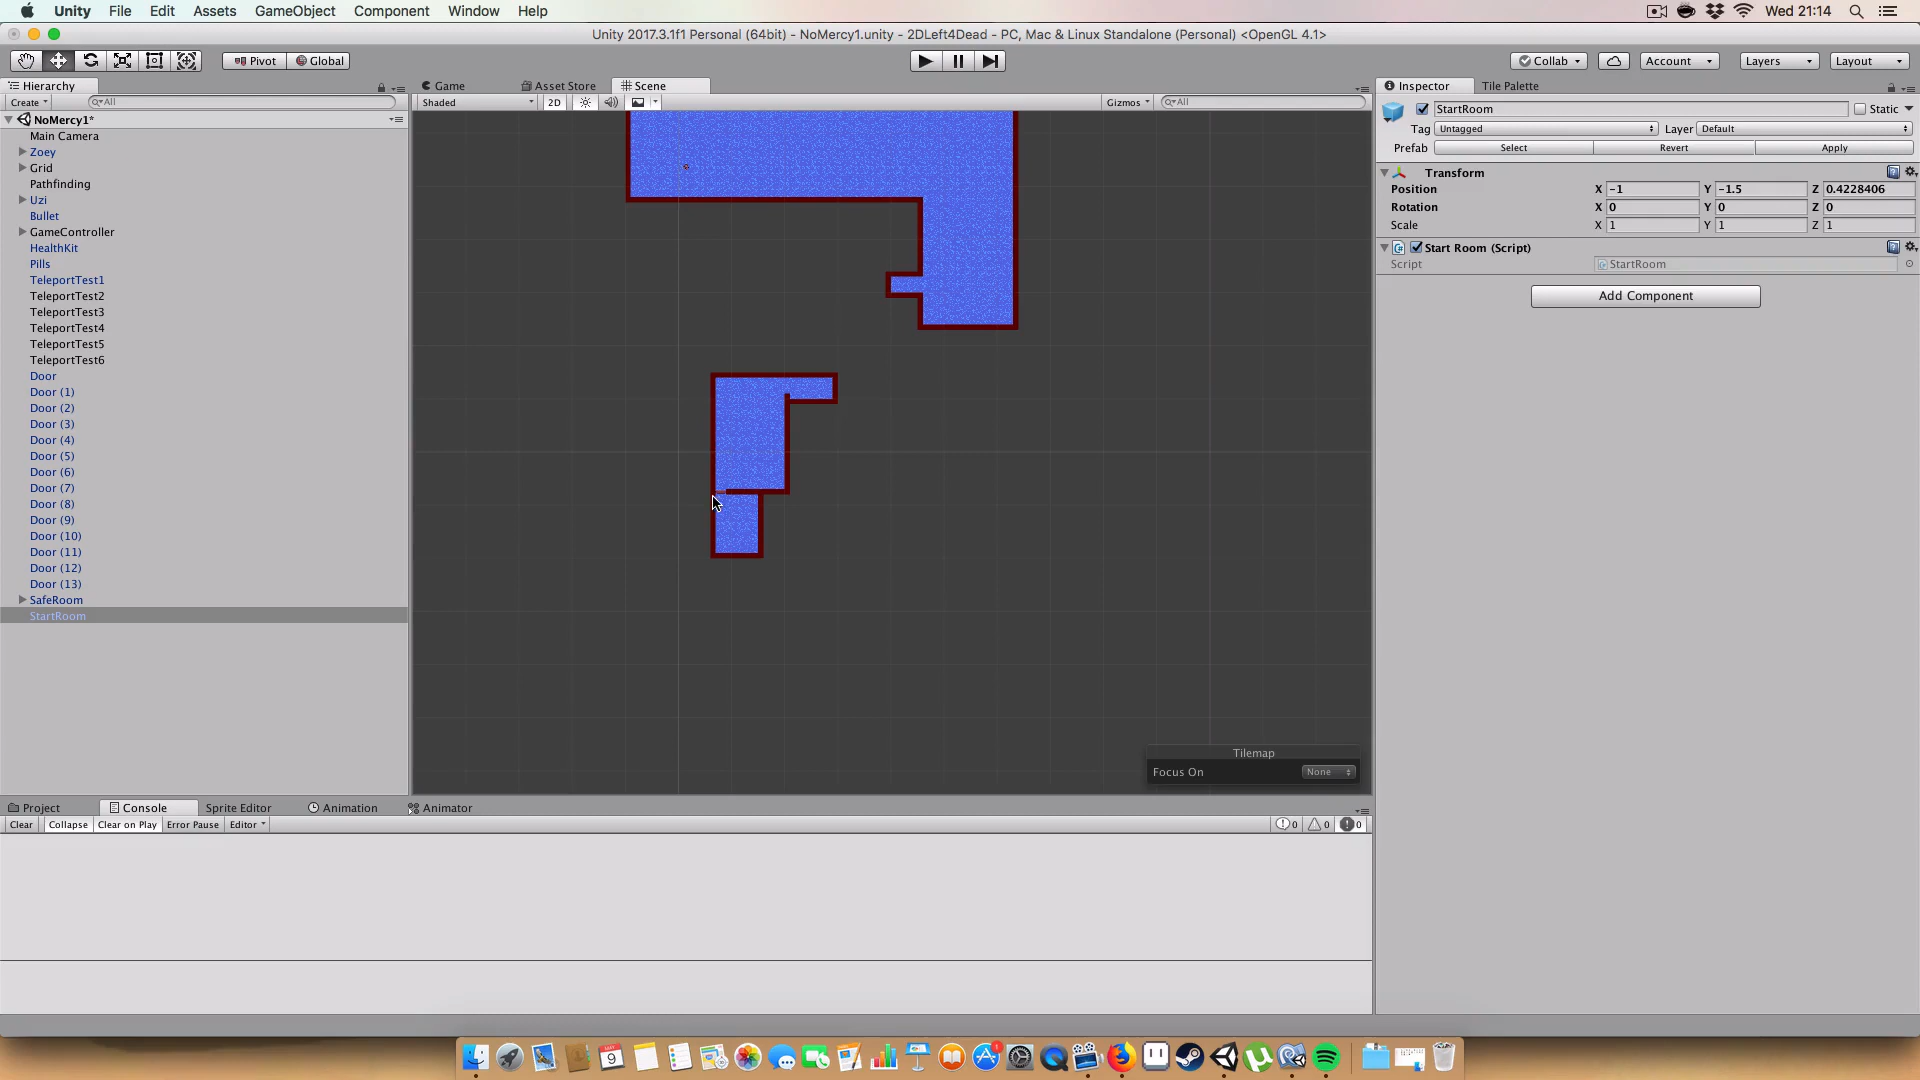 Unity File Edit Assets GameObject Component Window Help Wed 21:14
Unity 2017.3.1f1 Personal (64bit) - NoMercy1.unity - 2DLeft4Dead - PC, Mac & Linux Standalone (Personal) <OpenGL 4.1>
Pivot Global Collab Account Layers Layout
Hierarchy Game Asset Store Scene Inspector Tile Palette
Create All Shaded 2D Gizmos All
StartRoom Static
NoMercy1*
Tag Untagged Layer Default
Main Camera
Prefab Select Revert Apply
Zoey
Grid
Transform
Pathfinding
Position X -1 Y -1.5 Z 0.4228406
Uzi
Rotation X 0 Y 0 Z 0
Bullet
Scale X 1 Y 1 Z 1
GameController
HealthKit
Start Room (Script)
Pills
Script StartRoom
TeleportTest1
TeleportTest2
Add Component
TeleportTest3
TeleportTest4
TeleportTest5
TeleportTest6
Door
Door (1)
Door (2)
Door (3)
Door (4)
Door (5)
Door (6)
Door (7)
Door (8)
Door (9)
Door (10)
Door (11)
Door (12)
Door (13)
SafeRoom
StartRoom
Tilemap
Focus On None
Project Console Sprite Editor Animation Animator
Clear Collapse Clear on Play Error Pause Editor 0 0 0
9